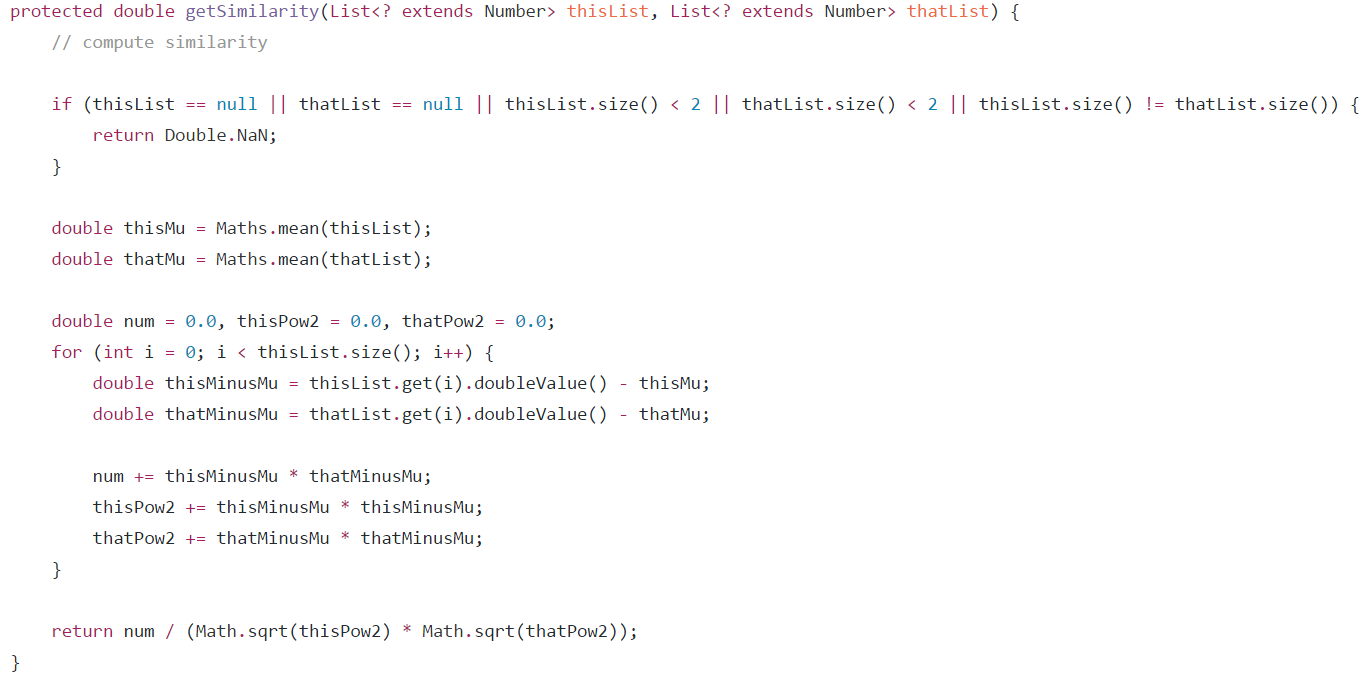 protected double getSimilarity(List<? extends Number> thisList, List<? extends Number> thatList) {
    // compute similarity

    if (thisList == null || thatList == null || thisList.size() < 2 || thatList.size() < 2 || thisList.size() != thatList.size()) {
        return Double.NaN;
    }

    double thisMu = Maths.mean(thisList);
    double thatMu = Maths.mean(thatList);

    double num = 0.0, thisPow2 = 0.0, thatPow2 = 0.0;
    for (int i = 0; i < thisList.size(); i++) {
        double thisMinusMu = thisList.get(i).doubleValue() - thisMu;
        double thatMinusMu = thatList.get(i).doubleValue() - thatMu;

        num += thisMinusMu * thatMinusMu;
        thisPow2 += thisMinusMu * thisMinusMu;
        thatPow2 += thatMinusMu * thatMinusMu;
    }

    return num / (Math.sqrt(thisPow2) * Math.sqrt(thatPow2));
}